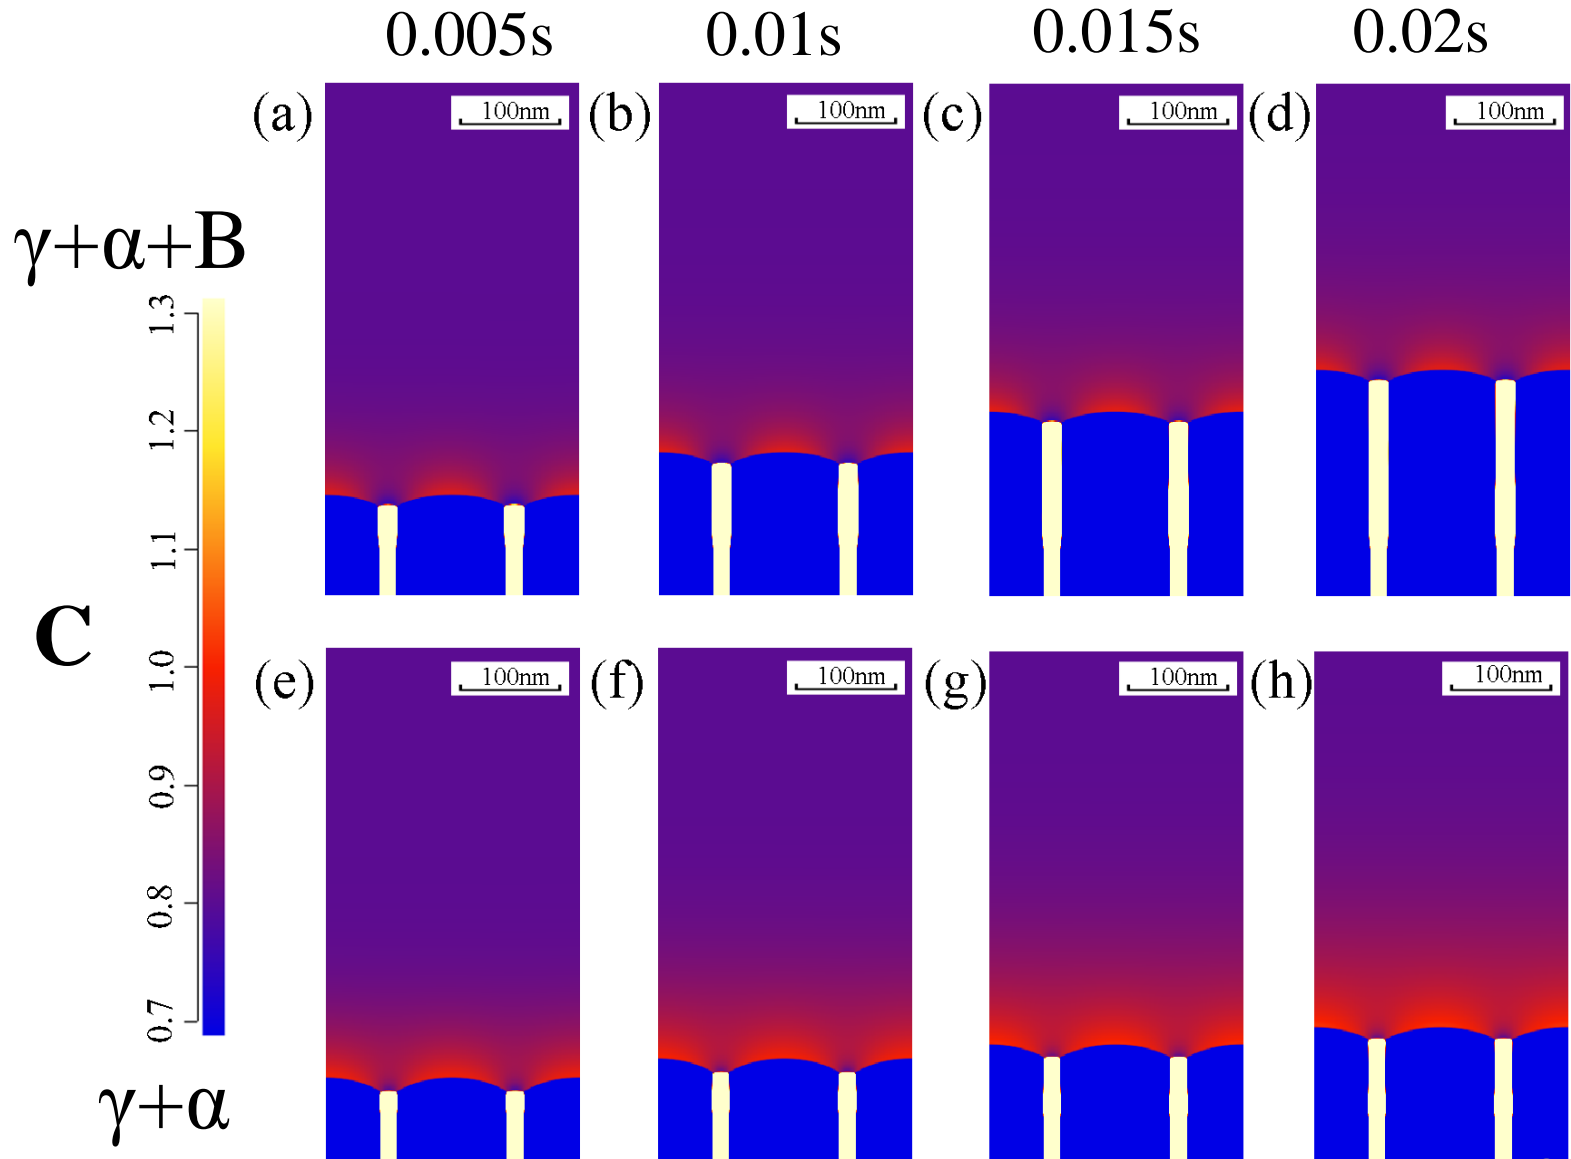 0.005s 0.01s 0.015s 0.02s
(a) 100nm (b) 100nm (c) 100nm (d) 100nm
γ+α+B
1.3
1.2
1.1
C
1.0
0.9
0.8
0.7
γ+α
(e) 100nm (f) 100nm (g) 100nm (h) 100nm